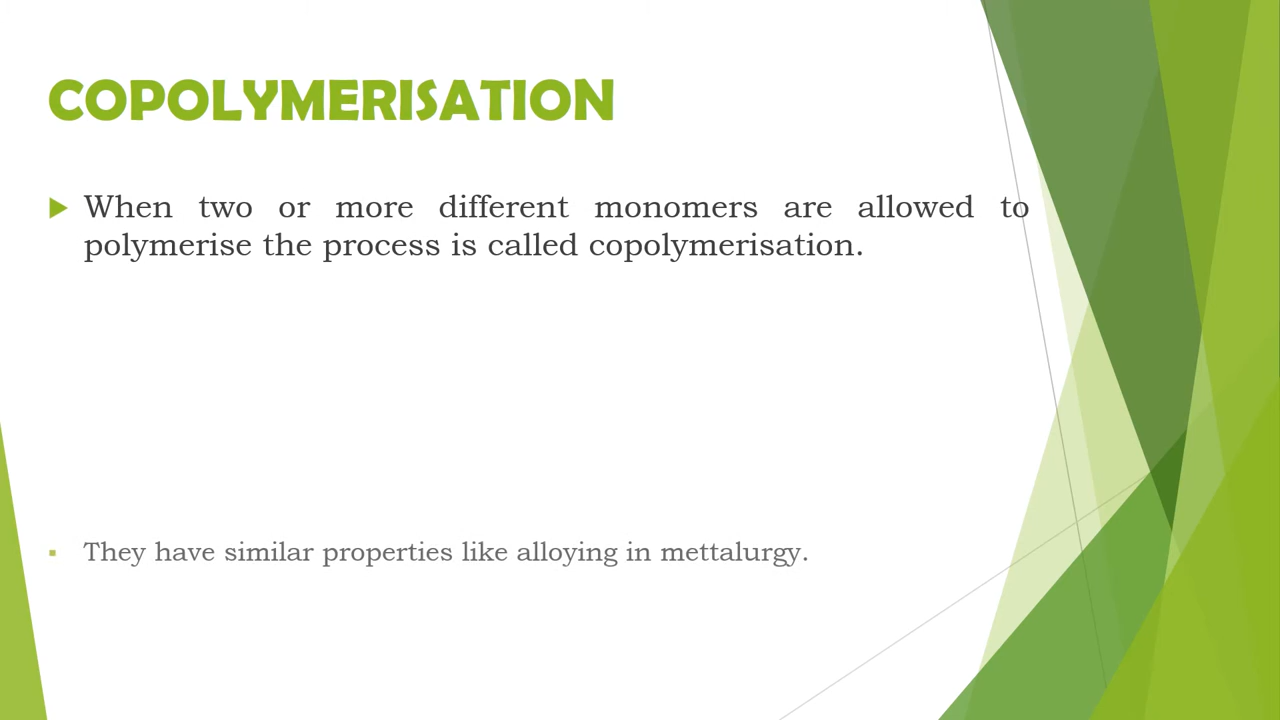 COPOLYMERISATION
When two or more different monomers are allowed to
polymerise the process is called copolymerisation.
They have similar properties like alloying in mettalurgy.